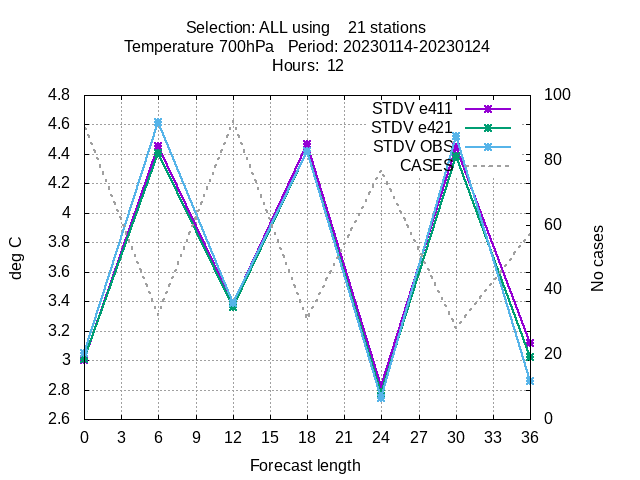 Selection: ALL using    21 stations
Temperature 700hPa   Period: 20230114-20230124
Hours:  12
4.8
4.6
4.4
4.2
4
3.8
3.6
3.4
3.2
3
2.8
2.6
deg C
STDV e411
STDV e421
STDV OBS
CASES
100
80
60
40
20
0
No cases
0 3 6 9 12 15 18 21 24 27 30 33 36
Forecast length